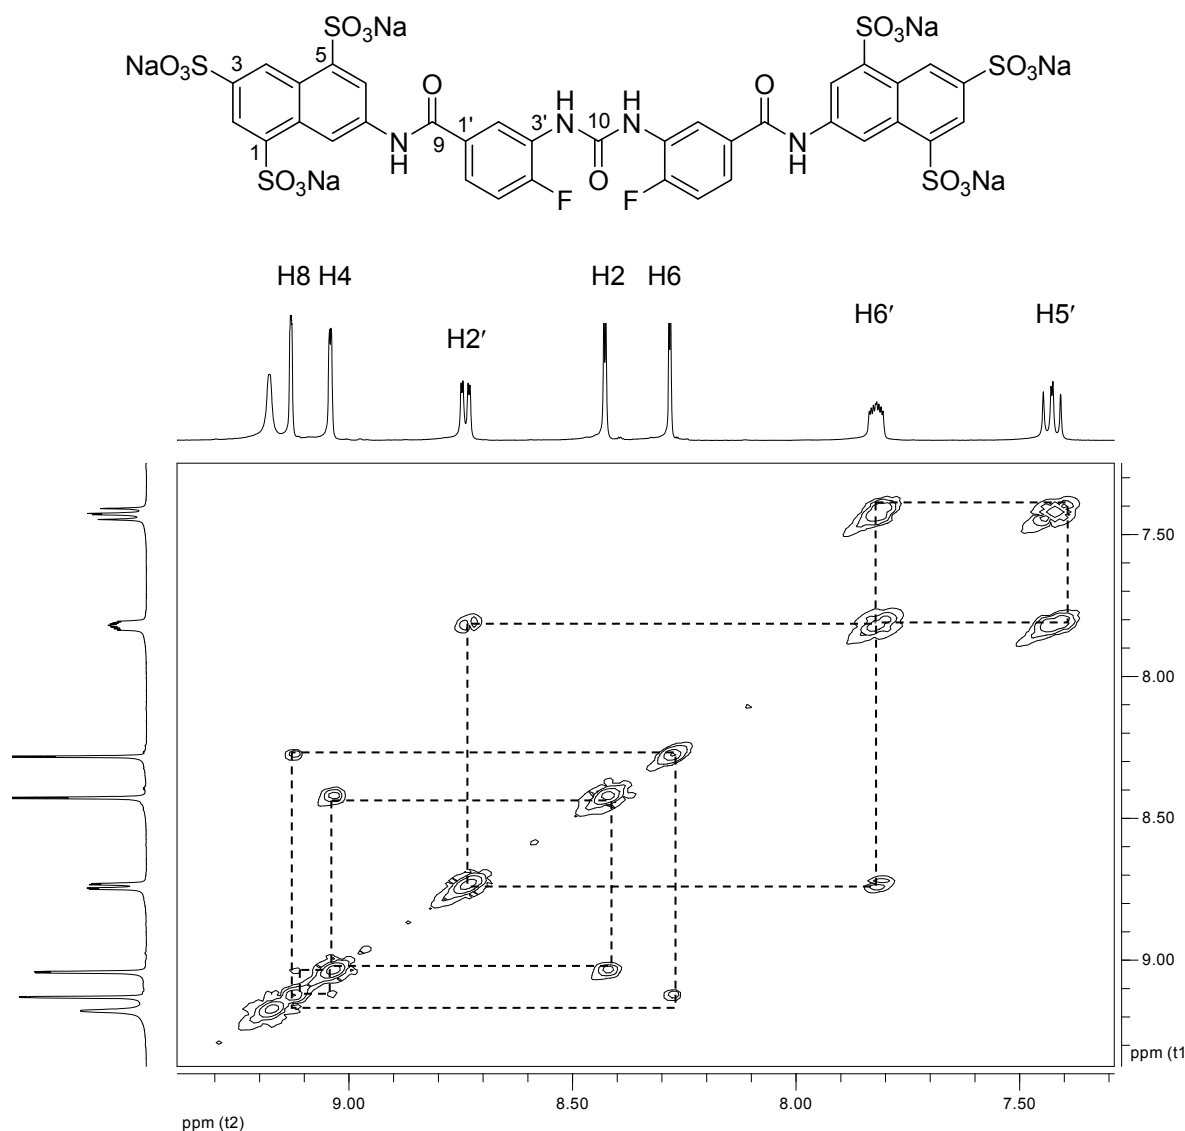 SO3Na SO3Na
NaO3S 3 5 O H H O SO3Na
1' 3' N 10 N
1 N 9 N
SO3Na H O H SO3Na
F F
H8 H4 H2 H6
H2′ H6′ H5′
7.50
8.00
8.50
9.00
ppm (t1
9.00 8.50 8.00 7.50
ppm (t2)